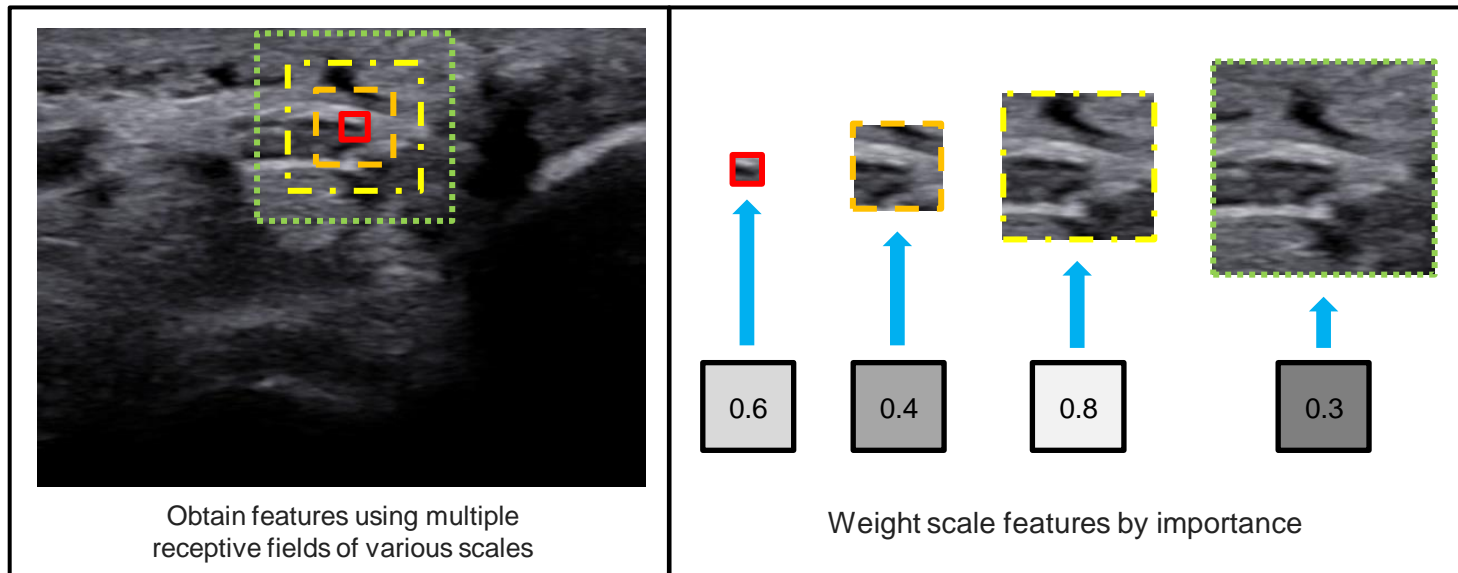 Obtain features using multiple
receptive fields of various scales
0.6
0.4
0.8
0.3
Weight scale features by importance